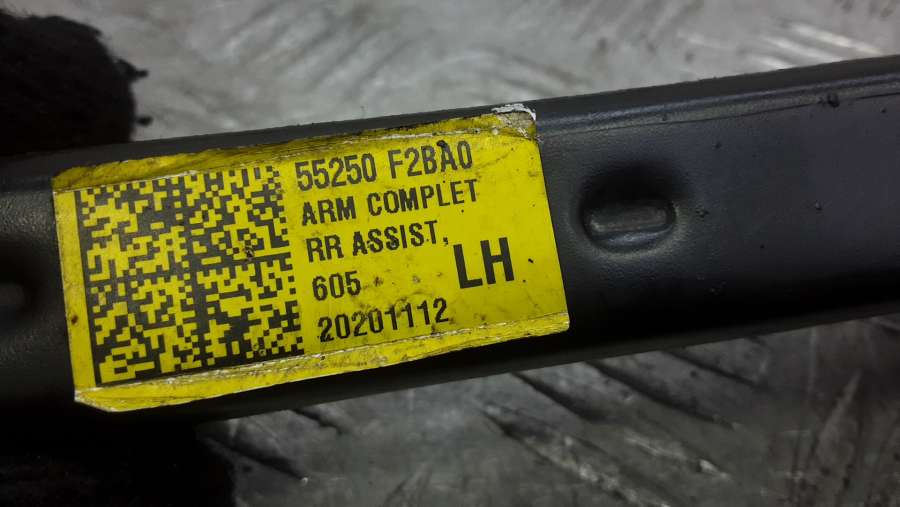 55250 F2BA0
ARM COMPLET
RR ASSIST,
605
LH
20201112